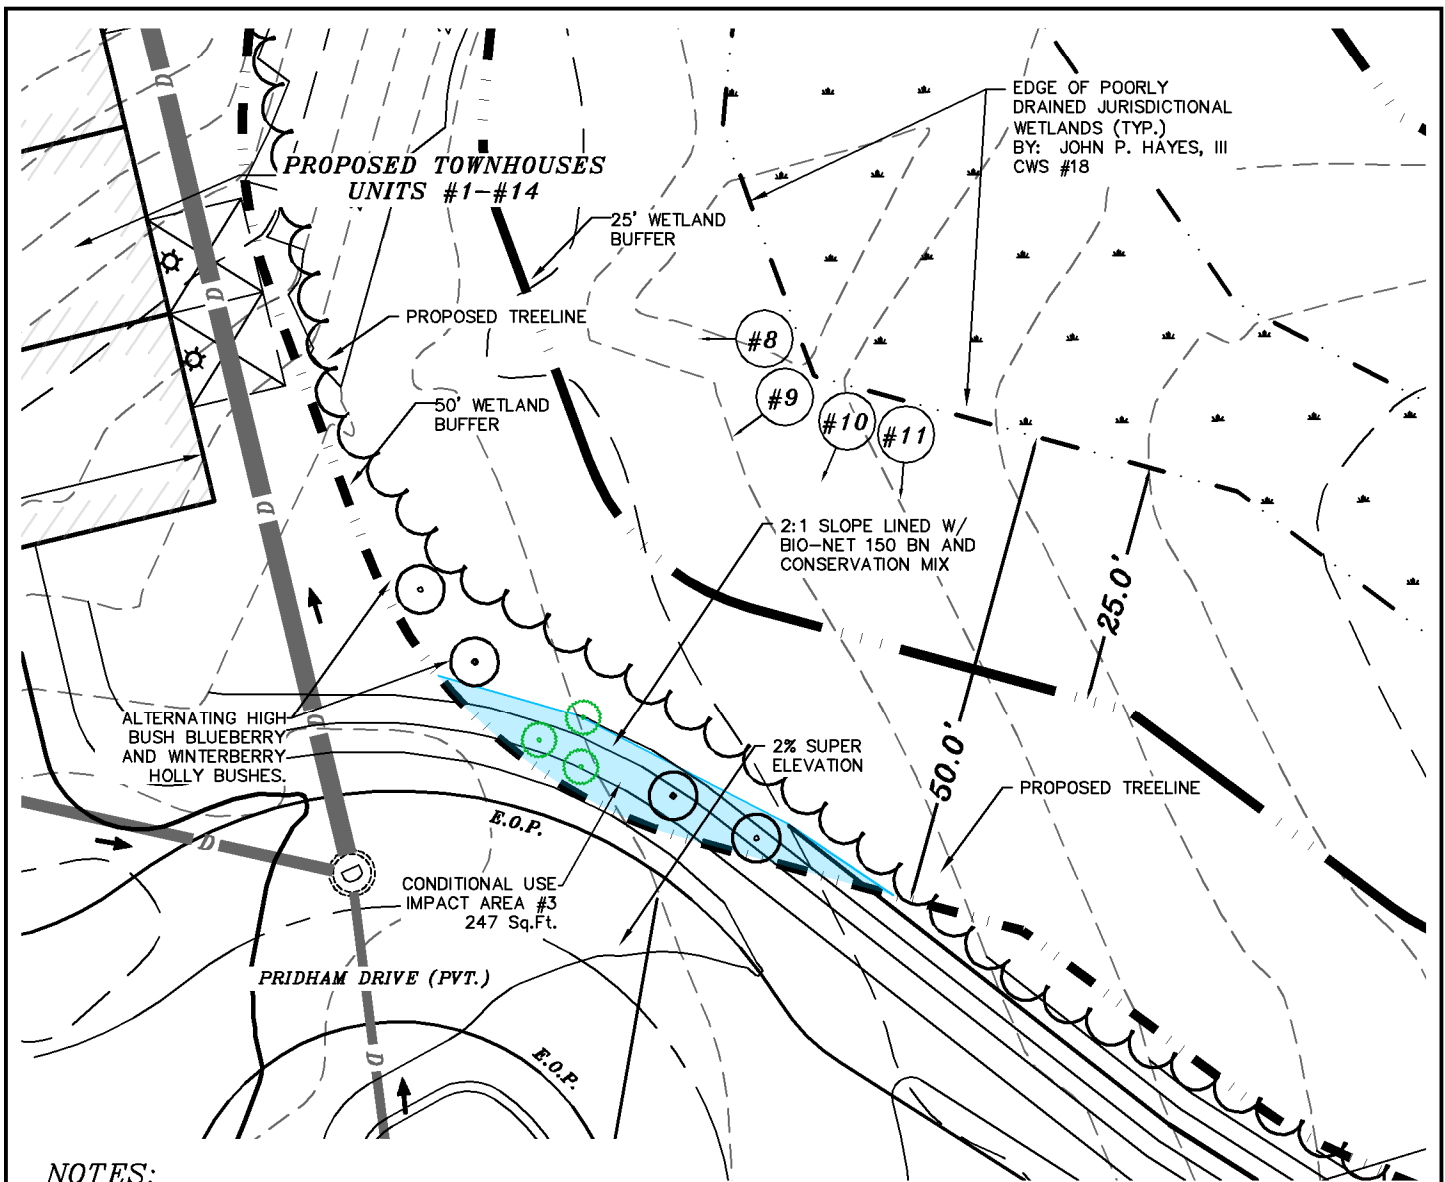 EDGE OF POORLY
DRAINED JURISDICTIONAL
WETLANDS (TYP.)
BY: JOHN P. HAYES, III
CWS #18
PROPOSED TOWNHOUSES
UNITS #1-#14
25' WETLAND
BUFFER
PROPOSED TREELINE
#8
#9
#10
#11
50' WETLAND
BUFFER
2:1 SLOPE LINED W/
BIO-NET 150 BN AND
CONSERVATION MIX
25.0'
50.0'
ALTERNATING HIGH
BUSH BLUEBERRY
AND WINTERBERRY
HOLLY BUSHES.
2% SUPER
ELEVATION
PROPOSED TREELINE
E.O.P.
CONDITIONAL USE
IMPACT AREA #3
247 Sq.Ft.
PRIDHAM DRIVE (PVT.)
E.O.P.
D
D
D
D
D
D
D
NOTES: